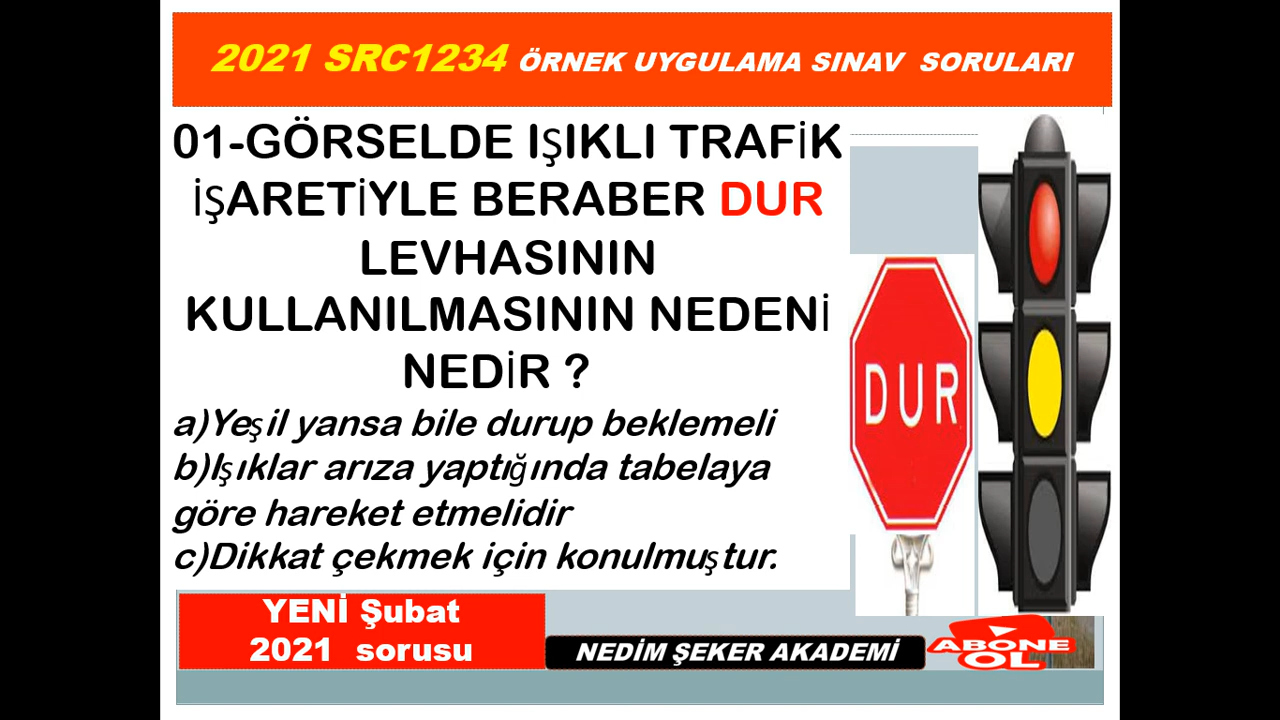 2021 SRC1234 ÖRNEK UYGULAMA SINAV SORULARI
01-GÖRSELDE IŞIKLI TRAFİK
İŞARETİYLE BERABER DUR
LEVHASININ
KULLANILMASININ NEDENİ
NEDİR ?
a)Yeşil yansa bile durup beklemeli
b)Işıklar arıza yaptığında tabelaya
göre hareket etmelidir
c)Dikkat çekmek için konulmuştur.
DUR
YENİ Şubat
2021 sorusu
NEDİM ŞEKER AKADEMİ
ABONE
OL